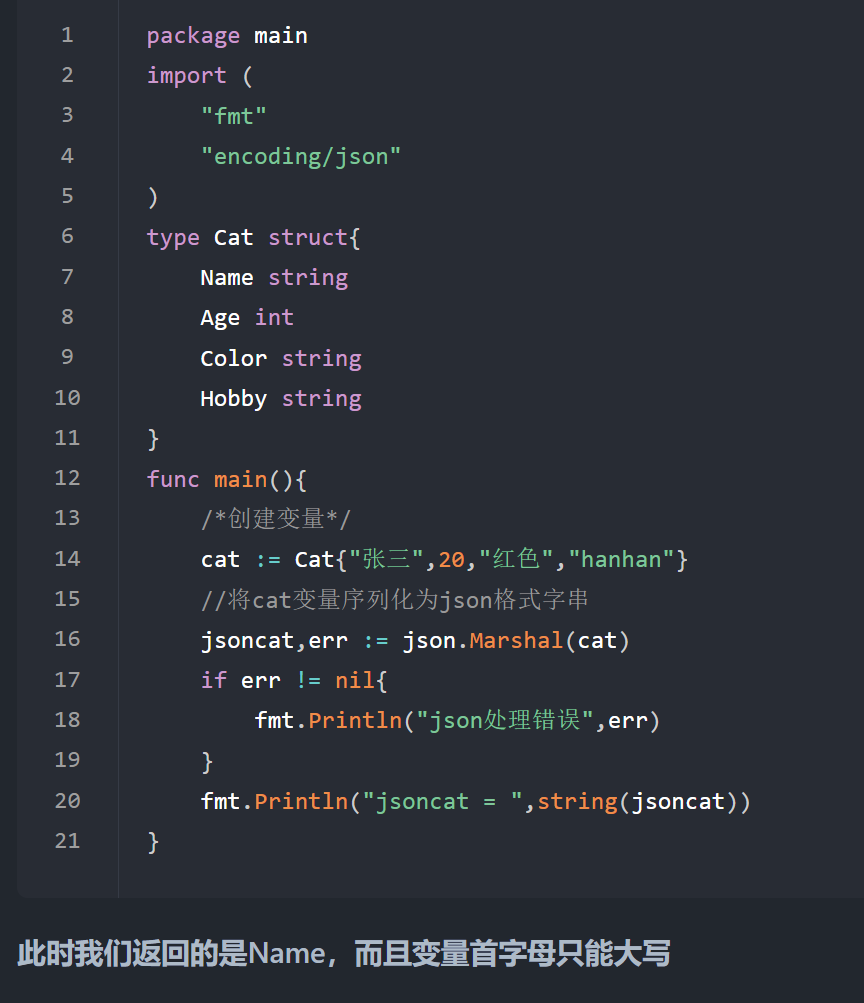 1 package main
2 import (
3     "fmt"
4     "encoding/json"
5 )
6 type Cat struct{
7     Name string
8     Age int
9     Color string
10     Hobby string
11 }
12 func main(){
13     /*创建变量*/
14     cat := Cat{"张三",20,"红色","hanhan"}
15     //将cat变量序列化为json格式字串
16     jsoncat,err := json.Marshal(cat)
17     if err != nil{
18         fmt.Println("json处理错误",err)
19     }
20     fmt.Println("jsoncat = ",string(jsoncat))
21 }
此时我们返回的是Name，而且变量首字母只能大写